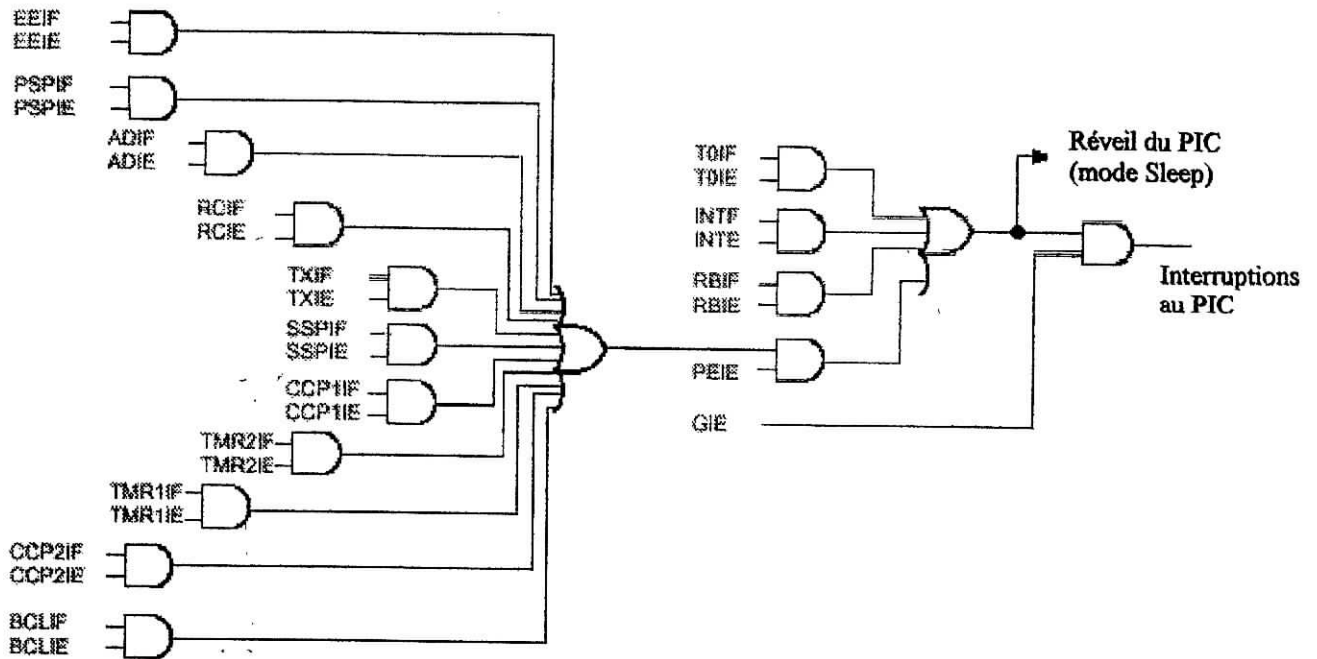 EEIF
EEIE
PSPIF
PSPIE
ADIF
ADIE
RCIF
RCIE
TXIF
TXIE
SSPIF
SSPIE
CCP1IF
CCP1IE
TMR2IF
TMR2IE
TMR1IF
TMR1IE
CCP2IF
CCP2IE
BCLIF
BCLIE
T0IF
T0IE
INTF
INTE
RBIF
RBIE
PEIE
GIE
Réveil du PIC
(mode Sleep)
Interruptions
au PIC